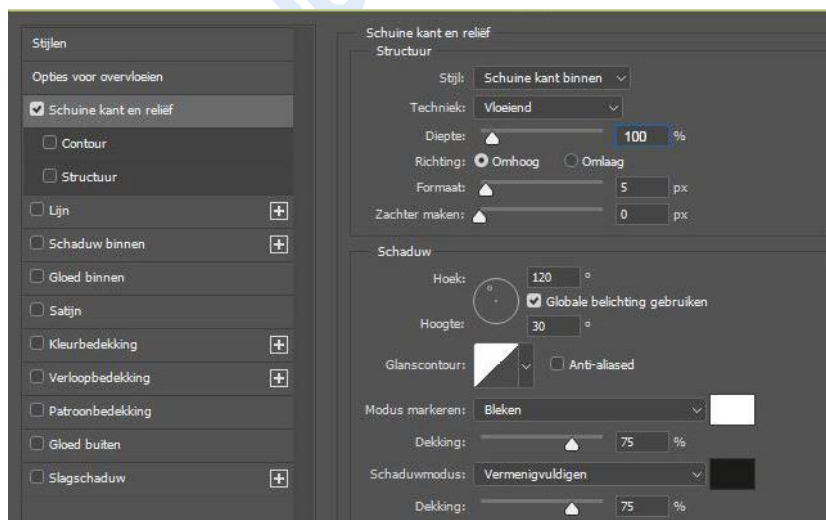 Stijlen
Opties voor overvloeien
Schuine kant en reliëf
Contour
Structuur
Lijn
Schaduw binnen
Gloed binnen
Satijn
Kleurbedekking
Verloopbedekking
Patroonbedekking
Gloed buiten
Slagschaduw
Schuine kant en reliëf
Structuur
Stijl: Schuine kant binnen
Techniek: Vloeiend
Diepte: 100 %
Richting: Omhoog Omlaag
Formaat: 5 px
Zachter maken: 0 px
Schaduw
Hoek: 120 °
Globale belichting gebruiken
Hoogte: 30 °
Glanscontour: Anti-aliased
Modus markeren: Bleken
Dekking: 75 %
Schaduwmodus: Vermenigvuldigen
Dekking: 75 %